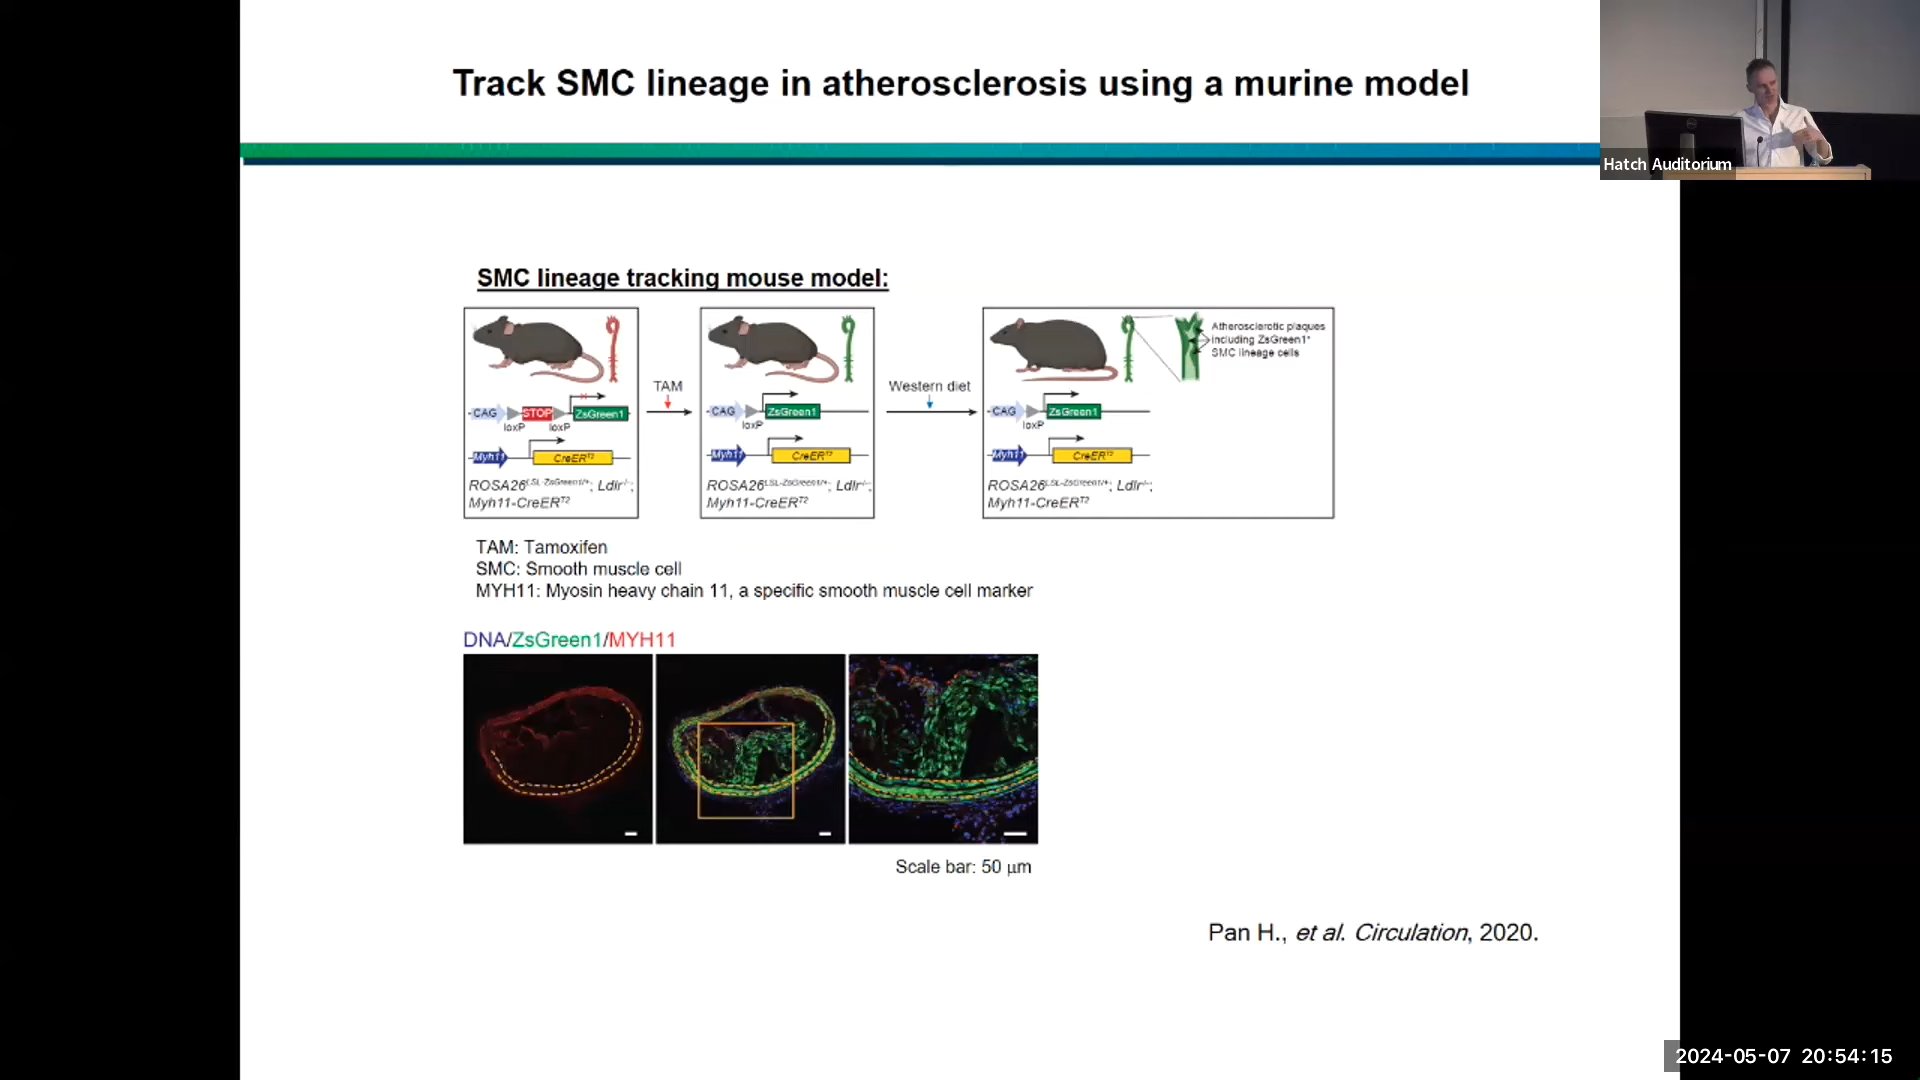 Track SMC lineage in atherosclerosis using a murine model
Hatch Auditorium
SMC lineage tracking mouse model:
Atherosclerotic plaques
including ZsGreen1⁺
SMC lineage cells
TAM
Western diet
CAG STOP ZsGreen1
loxP loxP
Myh11 CreERᵀ²
ROSA26ᴸˢᴸ⁻ᶻˢᴳʳᵉᵉⁿ¹/⁺; Ldlr⁻/⁻;
Myh11-CreERᵀ²
CAG ZsGreen1
loxP
Myh11 CreERᵀ²
ROSA26ᴸˢᴸ⁻ᶻˢᴳʳᵉᵉⁿ¹/⁺; Ldlr⁻/⁻;
Myh11-CreERᵀ²
CAG ZsGreen1
loxP
Myh11 CreERᵀ²
ROSA26ᴸˢᴸ⁻ᶻˢᴳʳᵉᵉⁿ¹/⁺; Ldlr⁻/⁻;
Myh11-CreERᵀ²
TAM: Tamoxifen
SMC: Smooth muscle cell
MYH11: Myosin heavy chain 11, a specific smooth muscle cell marker
DNA/ZsGreen1/MYH11
Scale bar: 50 μm
Pan H., et al. Circulation, 2020.
2024-05-07 20:54:15